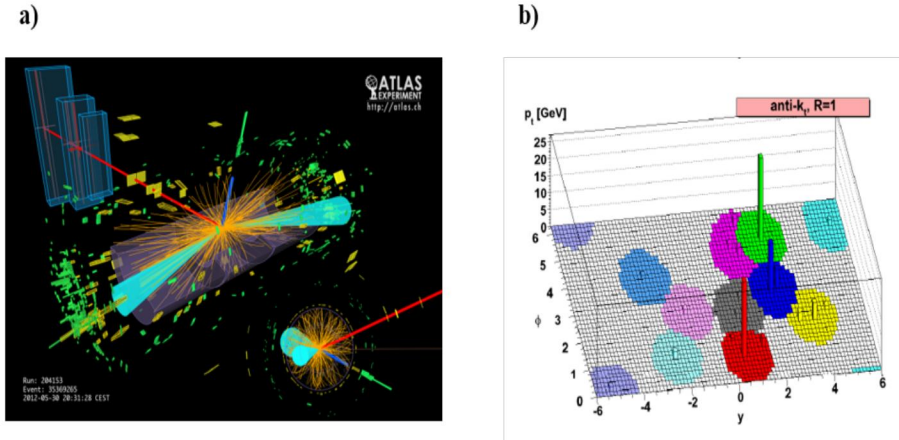 a)
b)
ATLAS
EXPERIMENT
http://atlas.ch
Run: 204153
Event: 35369265
2012-05-30 20:31:28 CEST
anti-kt, R=1
pt [GeV]
25
20
15
10
5
0
6
5
4
3
2
1
0
ϕ
-6
-4
-2
0
2
4
6
y